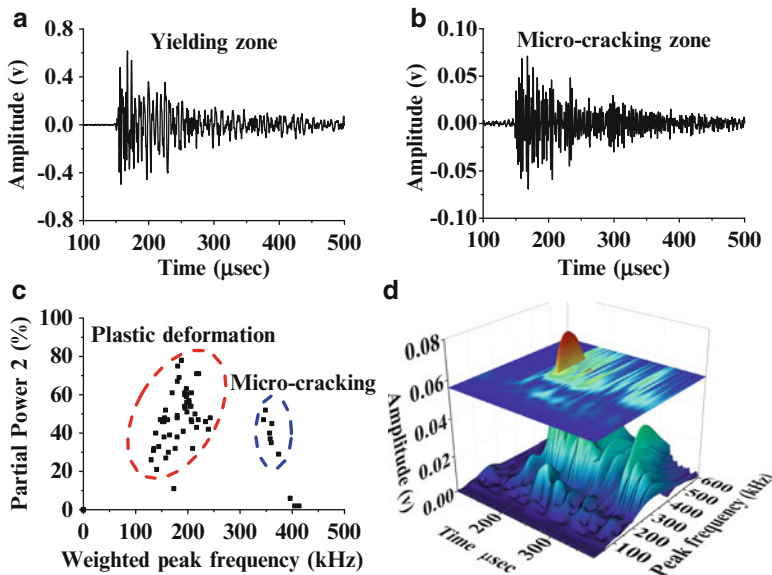 a
Yielding zone
0.8
0.4
0.0
-0.4
-0.8
Amplitude (v)
100 200 300 400 500
Time (μsec)
b
Micro-cracking zone
0.10
0.05
0.00
-0.05
-0.10
Amplitude (v)
100 200 300 400 500
Time (μsec)
c
Plastic deformation
Micro-cracking
100
80
60
40
20
0
Partial Power 2 (%)
0 100 200 300 400 500
Weighted peak frequency (kHz)
d
0.08
0.06
0.04
0.02
0.00
Amplitude (v)
200
300
Time μsec
100
200
300
400
500
600
Peak frequency (kHz)